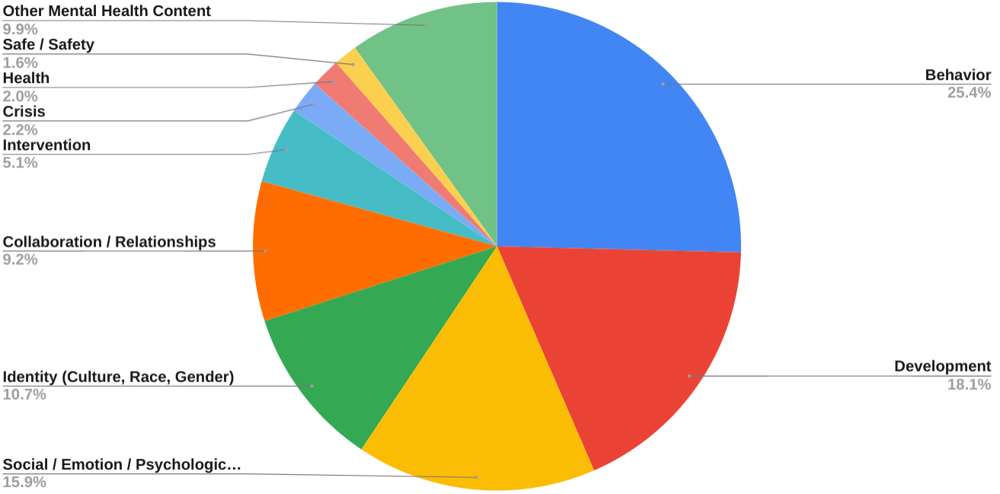 Other Mental Health Content
9.9%
Safe / Safety
1.6%
Health
2.0%
Crisis
2.2%
Intervention
5.1%
Collaboration / Relationships
9.2%
Identity (Culture, Race, Gender)
10.7%
Social / Emotion / Psychologic…
15.9%
Behavior
25.4%
Development
18.1%